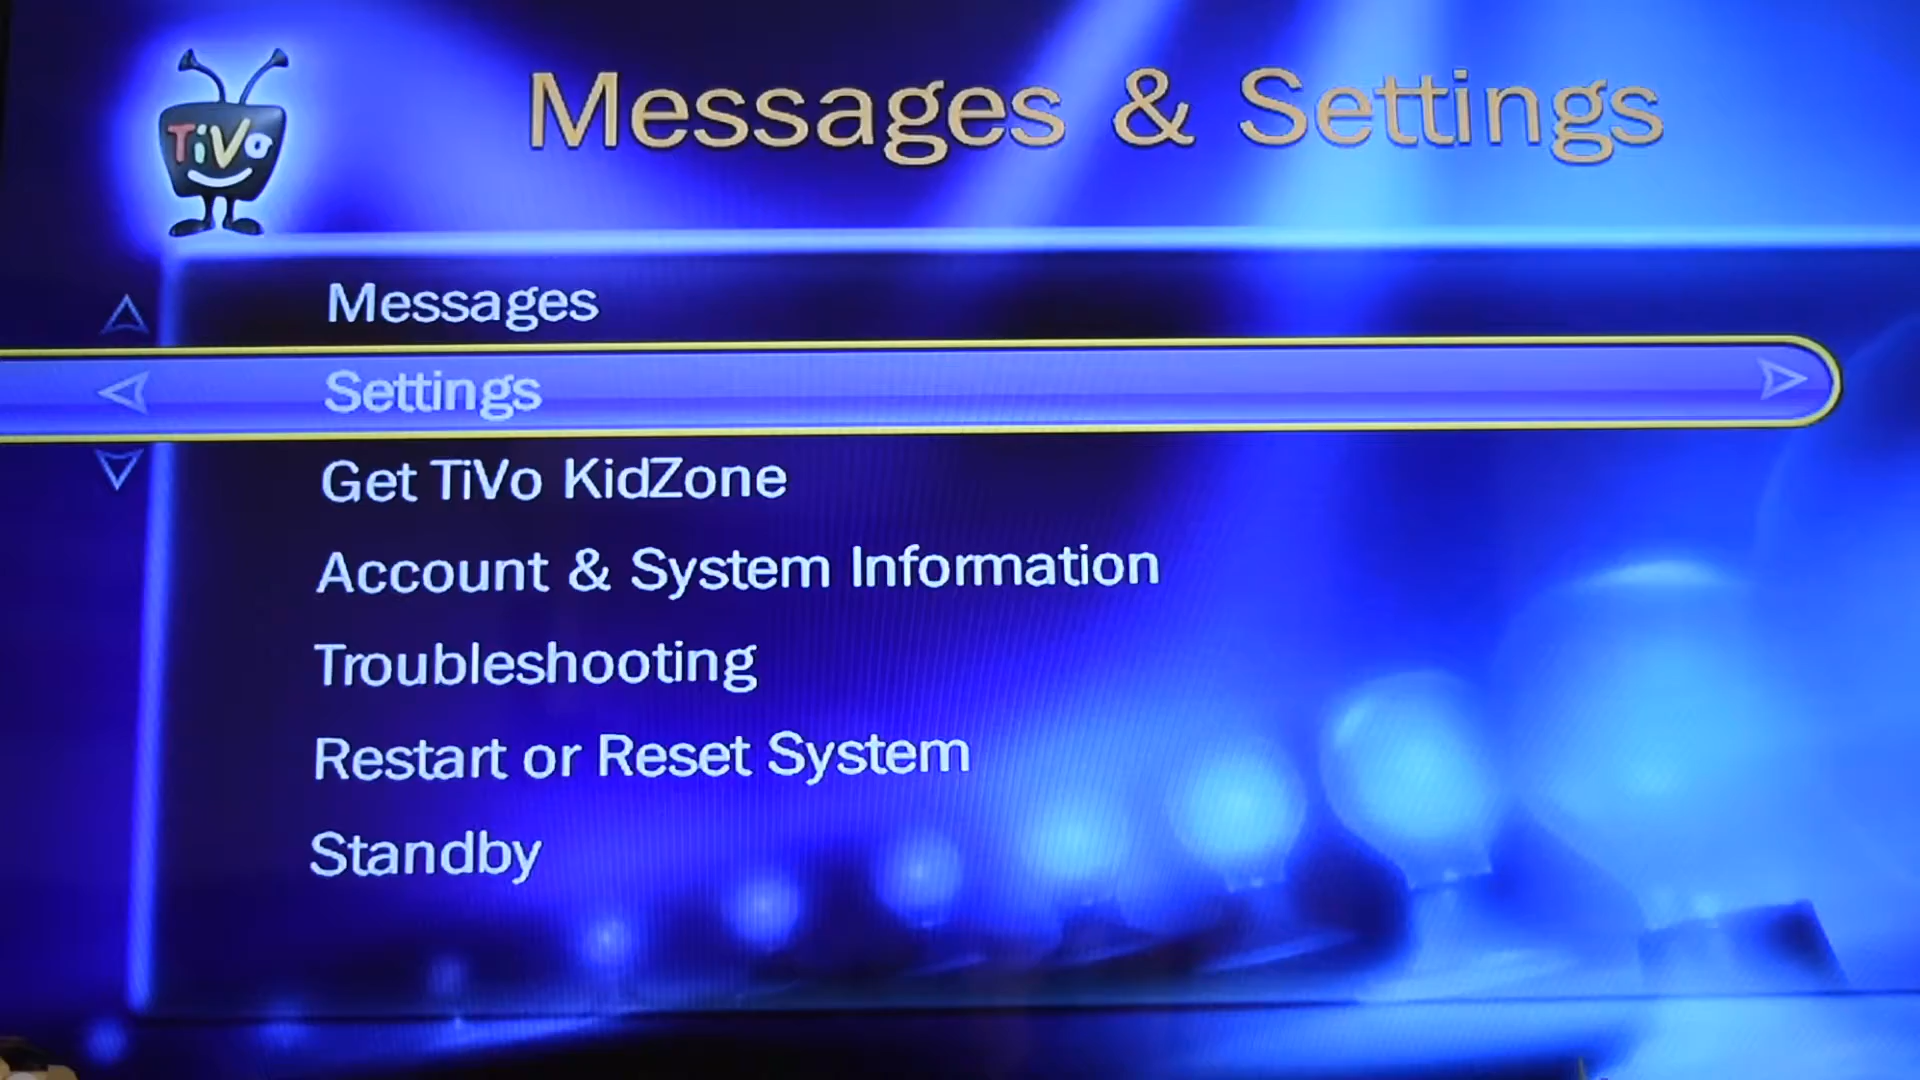 TiVo
Messages & Settings
Messages
Settings
Get TiVo KidZone
Account & System Information
Troubleshooting
Restart or Reset System
Standby